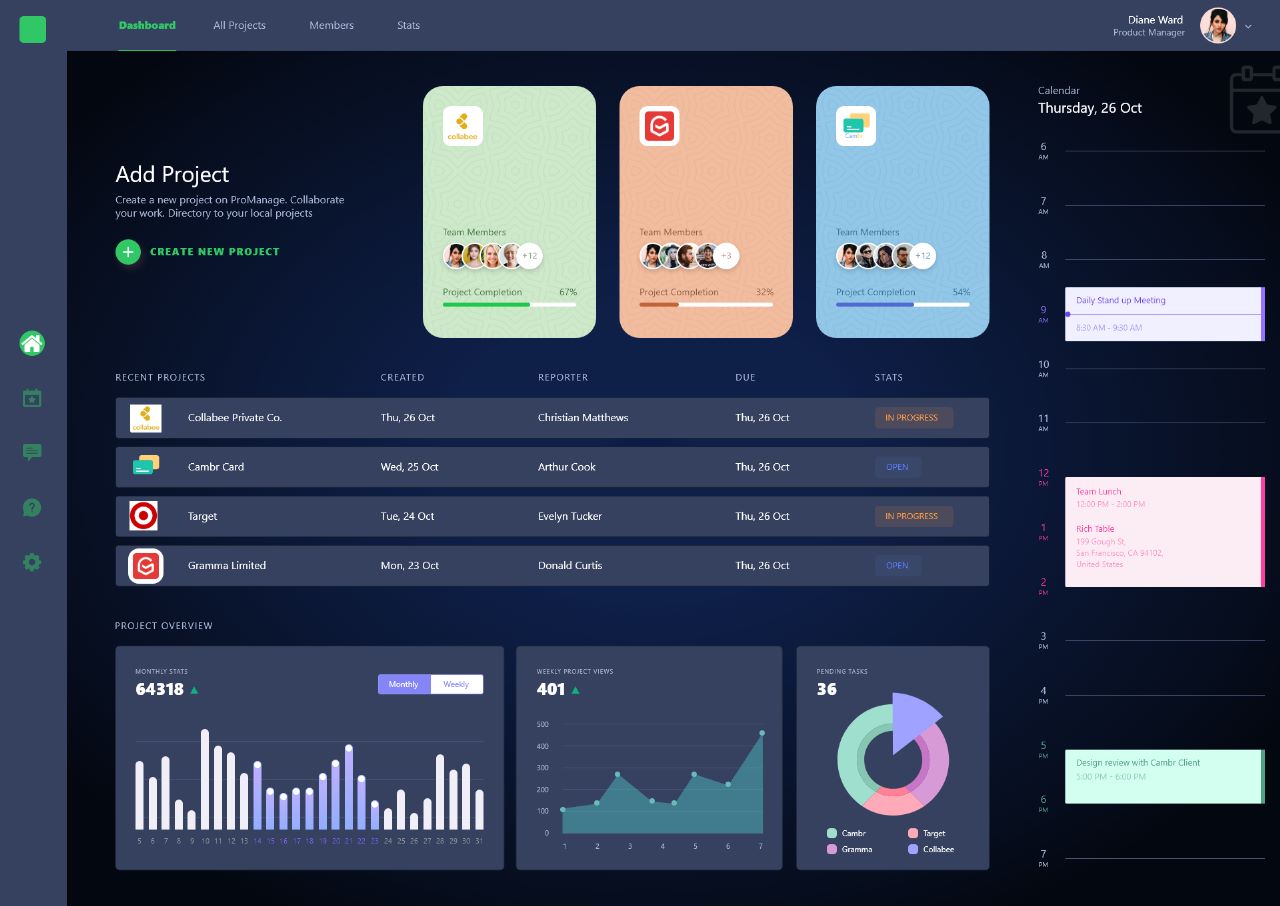 Dashboard
All Projects
Members
Stats
Diane Ward
Product Manager
Add Project
Create a new project on ProManage. Collaborate
your work. Directory to your local projects
CREATE NEW PROJECT
collabee
Team Members
+12
Project Completion 67%
Team Members
+3
Project Completion 32%
Cambr
Team Members
+12
Project Completion 54%
RECENT PROJECTS CREATED REPORTER DUE STATS
collabee
Collabee Private Co. Thu, 26 Oct Christian Matthews Thu, 26 Oct IN PROGRESS
Cambr Card Wed, 25 Oct Arthur Cook Thu, 26 Oct OPEN
Target Tue, 24 Oct Evelyn Tucker Thu, 26 Oct IN PROGRESS
Gramma Limited Mon, 23 Oct Donald Curtis Thu, 26 Oct OPEN
PROJECT OVERVIEW
MONTHLY STATS
64318
Monthly Weekly
5 6 7 8 9 10 11 12 13 14 15 16 17 18 19 20 21 22 23 24 25 26 27 28 29 30 31
WEEKLY PROJECT VIEWS
401
500
400
300
200
100
0
1 2 3 4 5 6 7
PENDING TASKS
36
Cambr Target
Gramma Collabee
Calendar
Thursday, 26 Oct
6
AM
7
AM
8
AM
9
AM
Daily Stand up Meeting
8:30 AM - 9:30 AM
10
AM
11
AM
12
PM
Team Lunch
12:00 PM - 2:00 PM
1
PM
Rich Table
199 Gough St,
San Francisco, CA 94102,
United States
2
PM
3
PM
4
PM
5
PM
Design review with Cambr Client
5:00 PM - 6:00 PM
6
PM
7
PM